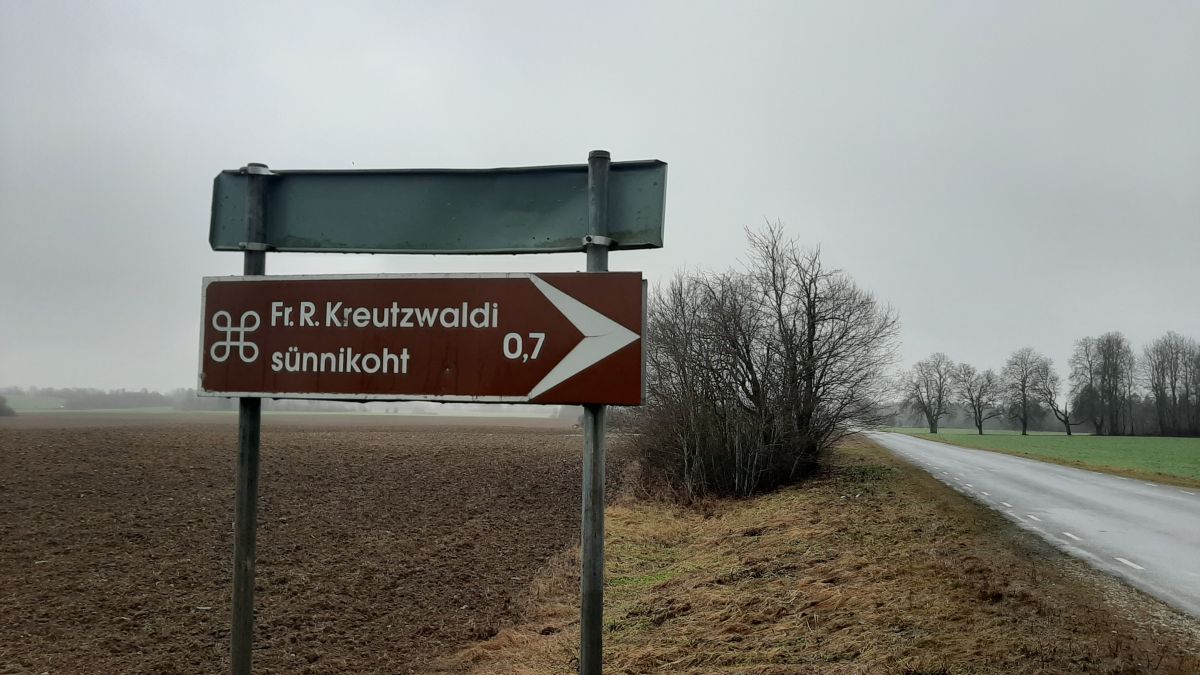 Fr. R. Kreutzwaldi
sünnikoht
0,7